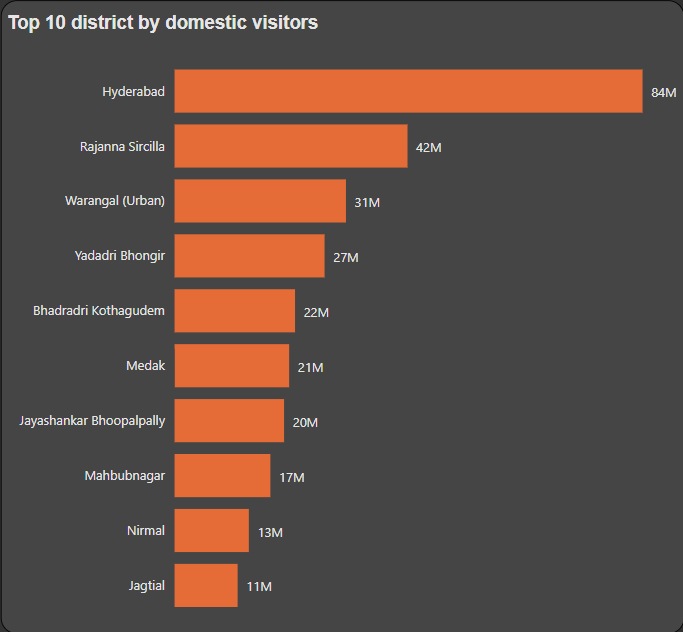 Top 10 district by domestic visitors
Hyderabad 84M
Rajanna Sircilla 42M
Warangal (Urban) 31M
Yadadri Bhongir 27M
Bhadradri Kothagudem 22M
Medak 21M
Jayashankar Bhoopalpally 20M
Mahbubnagar 17M
Nirmal 13M
Jagtial 11M